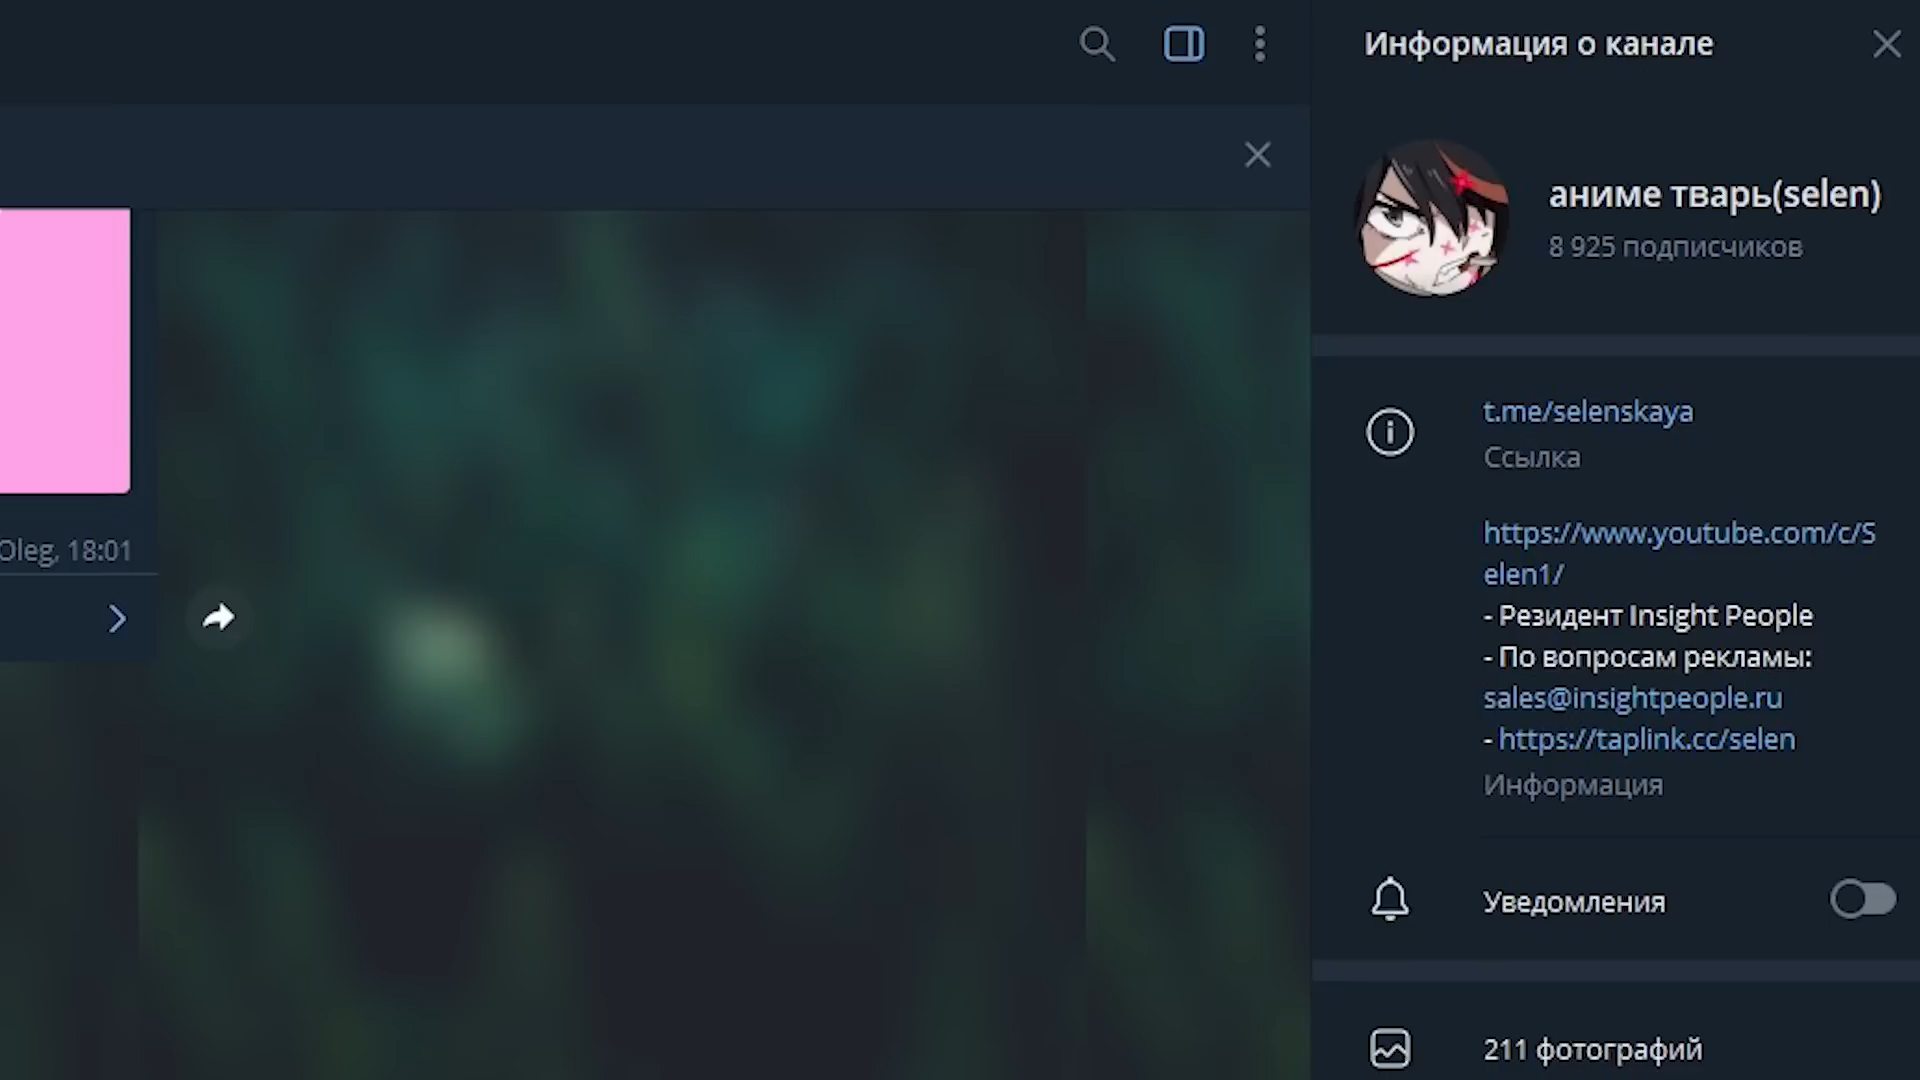 Информация о канале
аниме тварь(selen)
8 925 подписчиков
t.me/selenskaya
Ссылка
https://www.youtube.com/c/S
elen1/
- Резидент Insight People
- По вопросам рекламы:
sales@insightpeople.ru
- https://taplink.cc/selen
Информация
Уведомления
211 фотографий
Oleg, 18:01